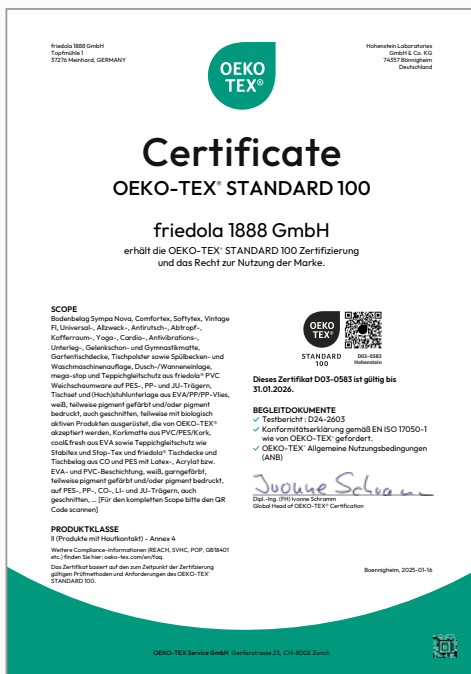 friedola 1888 GmbH
Topfmühle 1
37276 Meinhard, GERMANY
Hohenstein Laboratories
GmbH & Co. KG
74357 Bönnigheim
Deutschland
OEKO
TEX®
Certificate
OEKO-TEX® STANDARD 100
friedola 1888 GmbH
erhält die OEKO-TEX® STANDARD 100 Zertifizierung
und das Recht zur Nutzung der Marke.
SCOPE
Bodenbelag Sympa Nova, Comfortex, Softytex, Vintage
FI, Universal-, Allzweck-, Antirutsch-, Abtropf-,
Kofferraum-, Yoga-, Cardio-, Antivibrations-,
Unterleg-, Gelenkschon- und Gymnastikmatte,
Gartentischdecke, Tischpolster sowie Spülbecken- und
Waschmaschinenauflage, Dusch-/Wanneneinlage,
mega-stop und Teppichgleitschutz aus friedola® PVC
Weichschaumware auf PES-, PP- und JU-Trägern,
Tischset und (Hoch)stuhlunterlage aus EVA/PP/PP-Vlies,
weiß, teilweise pigment gefärbt und/oder pigment
bedruckt, auch geschnitten, teilweise mit biologisch
aktiven Produkten ausgerüstet, die von OEKO-TEX®
akzeptiert werden, Korkmatte aus PVC/PES/Kork,
cool&fresh aus EVA sowie Teppichgleitschutz wie
Stabitex und Stop-Tex und friedola® Tischdecke und
Tischbelag aus CO und PES mit Latex-, Acrylat bzw.
EVA- und PVC-Beschichtung, weiß, garngefärbt,
teilweise pigment gefärbt und/oder pigment bedruckt,
auf PES-, PP-, CO-, LI- und JU-Trägern, auch
geschnitten, ... [Für den kompletten Scope bitte den QR
Code scannen]
PRODUKTKLASSE
II (Produkte mit Hautkontakt) - Annex 4
Weitere Compliance-Informationen (REACH, SVHC, POP, GB18401
etc.) finden Sie hier: oeko-tex.com/en/faq.
Das Zertifikat basiert auf den zum Zeitpunkt der Zertifizierung
gültigen Prüfmethoden und Anforderungen des OEKO-TEX®
STANDARD 100.
OEKO
TEX®
STANDARD
100
D03-0583
Hohenstein
Dieses Zertifikat D03-0583 ist gültig bis
31.01.2026.
BEGLEITDOKUMENTE
✓ Testbericht : D24-2603
✓ Konformitätserklärung gemäß EN ISO 17050-1
wie von OEKO-TEX® gefordert.
✓ OEKO-TEX® Allgemeine Nutzungsbedingungen
(ANB)
Ivonne Schramm
Dipl.-Ing. (FH) Ivonne Schramm
Global Head of OEKO-TEX® Certification
Boennigheim, 2025-01-16
OEKO-TEX Service GmbH Genferstrasse 23, CH-8002 Zurich